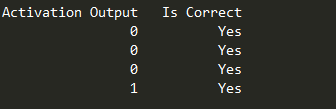 Activation Output   Is Correct
0   Yes
0   Yes
0   Yes
1   Yes